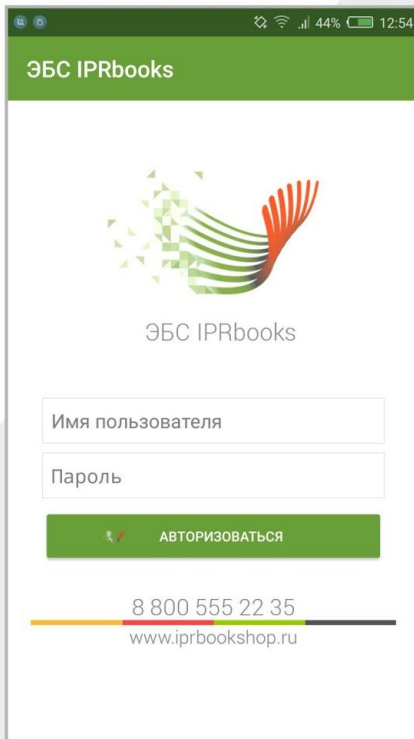 44% 12:54
ЭБС IPRbooks
ЭБС IPRbooks
Имя пользователя
Пароль
АВТОРИЗОВАТЬСЯ
8 800 555 22 35
www.iprbookshop.ru